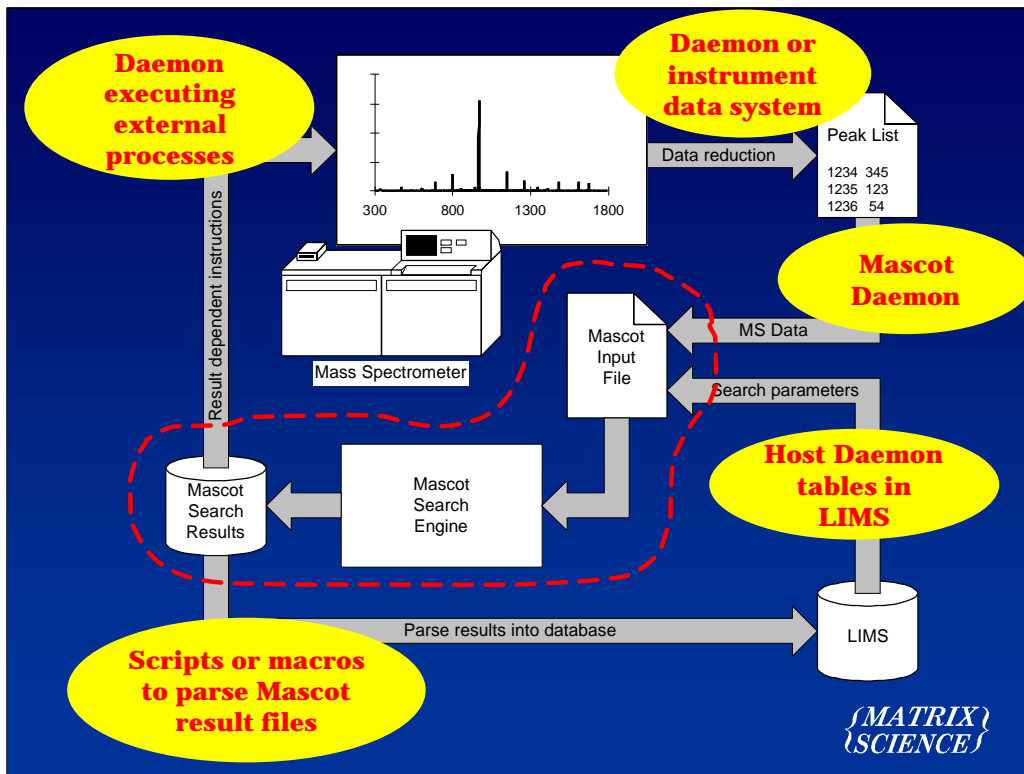 Daemon
executing
external
processes
Daemon or
instrument
data system
300 800 1300 1800
Data reduction
Peak List
1234 345
1235 123
1236 54
Mascot
Daemon
MS Data
Mascot
Input
File
Mass Spectrometer
Search parameters
Result dependent instructions
Host Daemon
tables in
LIMS
Mascot
Search
Results
Mascot
Search
Engine
Parse results into database
LIMS
Scripts or macros
to parse Mascot
result files
{MATRIX}
{SCIENCE}